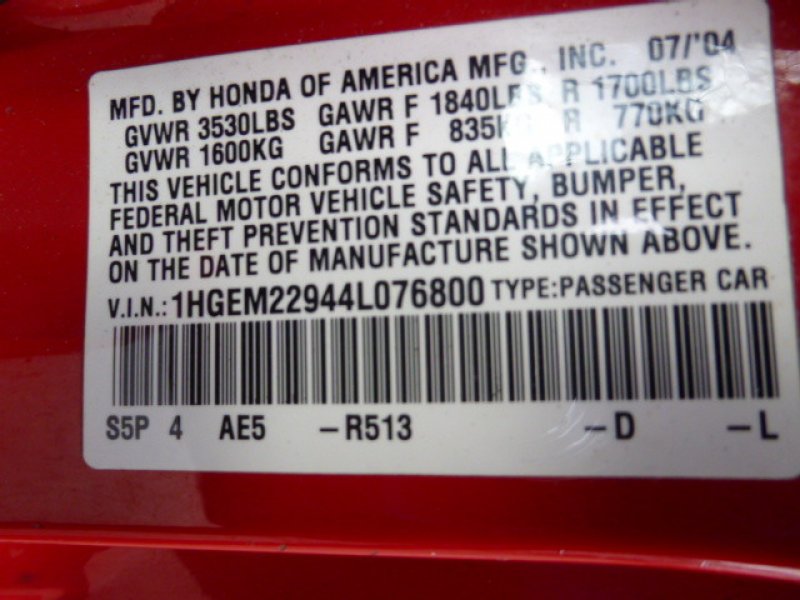 MFD. BY HONDA OF AMERICA MFG., INC. 07/'04
GVWR 3530LBS GAWR F 1840LBS R 1700LBS
GVWR 1600KG GAWR F 835KG R 770KG
THIS VEHICLE CONFORMS TO ALL APPLICABLE
FEDERAL MOTOR VEHICLE SAFETY, BUMPER,
AND THEFT PREVENTION STANDARDS IN EFFECT
ON THE DATE OF MANUFACTURE SHOWN ABOVE.
V.I.N.: 1HGEM22944L076800 TYPE:PASSENGER CAR
S5P 4 AE5 -R513 -D -L